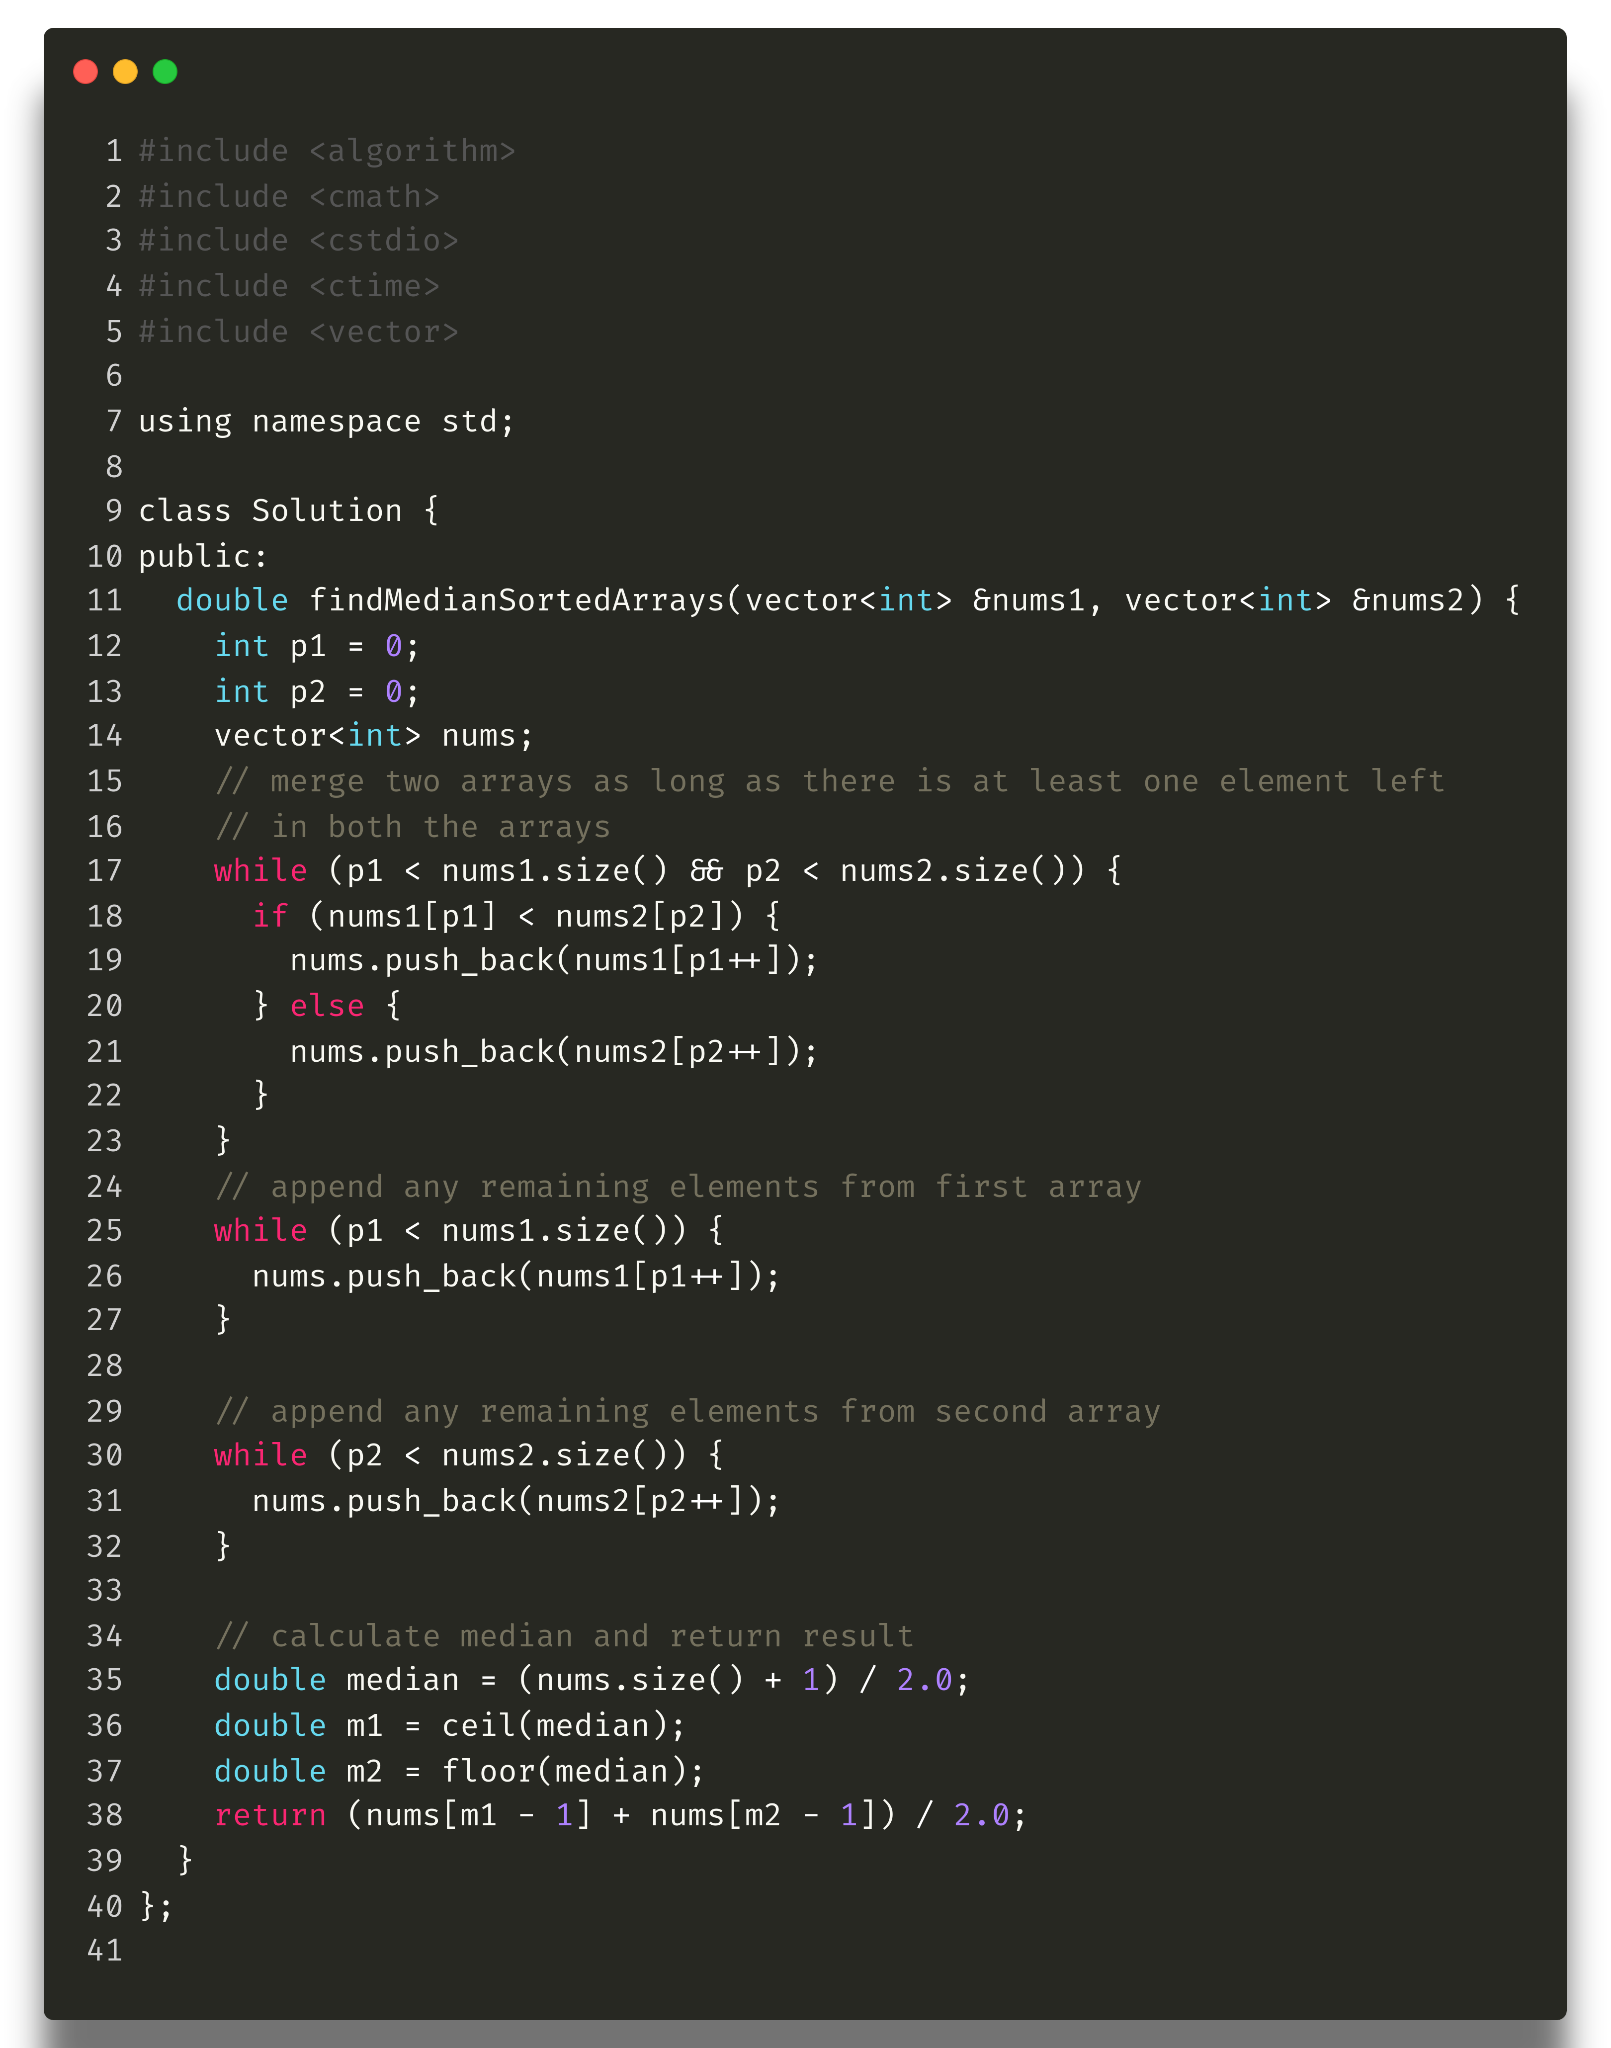 1 #include <algorithm>
2 #include <cmath>
3 #include <cstdio>
4 #include <ctime>
5 #include <vector>
6
7 using namespace std;
8
9 class Solution {
10 public:
11   double findMedianSortedArrays(vector<int> &nums1, vector<int> &nums2) {
12     int p1 = 0;
13     int p2 = 0;
14     vector<int> nums;
15     // merge two arrays as long as there is at least one element left
16     // in both the arrays
17     while (p1 < nums1.size() && p2 < nums2.size()) {
18       if (nums1[p1] < nums2[p2]) {
19         nums.push_back(nums1[p1++]);
20       } else {
21         nums.push_back(nums2[p2++]);
22       }
23     }
24     // append any remaining elements from first array
25     while (p1 < nums1.size()) {
26       nums.push_back(nums1[p1++]);
27     }
28
29     // append any remaining elements from second array
30     while (p2 < nums2.size()) {
31       nums.push_back(nums2[p2++]);
32     }
33
34     // calculate median and return result
35     double median = (nums.size() + 1) / 2.0;
36     double m1 = ceil(median);
37     double m2 = floor(median);
38     return (nums[m1 - 1] + nums[m2 - 1]) / 2.0;
39   }
40 };
41